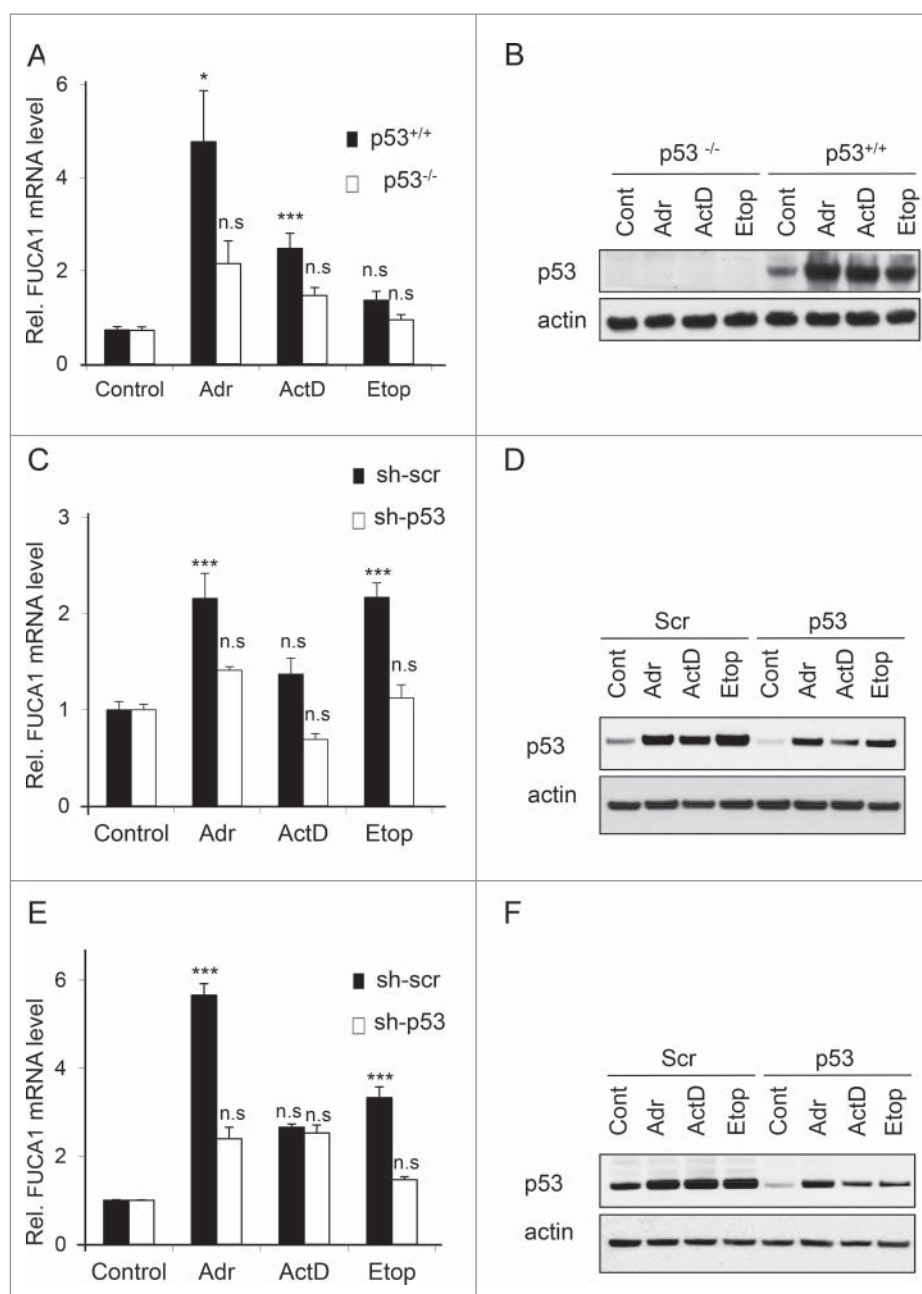 A
Rel. FUCA1 mRNA level
6
4
2
0
*
n.s
***
n.s
n.s
n.s
p53+/+
p53-/-
Control Adr ActD Etop
B
p53 -/- p53+/+
Cont Adr ActD Etop Cont Adr ActD Etop
p53
actin
C
Rel. FUCA1 mRNA level
3
2
1
0
***
n.s
n.s
n.s
***
n.s
sh-scr
sh-p53
Control Adr ActD Etop
D
Scr p53
Cont Adr ActD Etop Cont Adr ActD Etop
p53
actin
E
Rel. FUCA1 mRNA level
6
4
2
0
***
n.s
n.s n.s
***
n.s
sh-scr
sh-p53
Control Adr ActD Etop
F
Scr p53
Cont Adr ActD Etop Cont Adr ActD Etop
p53
actin